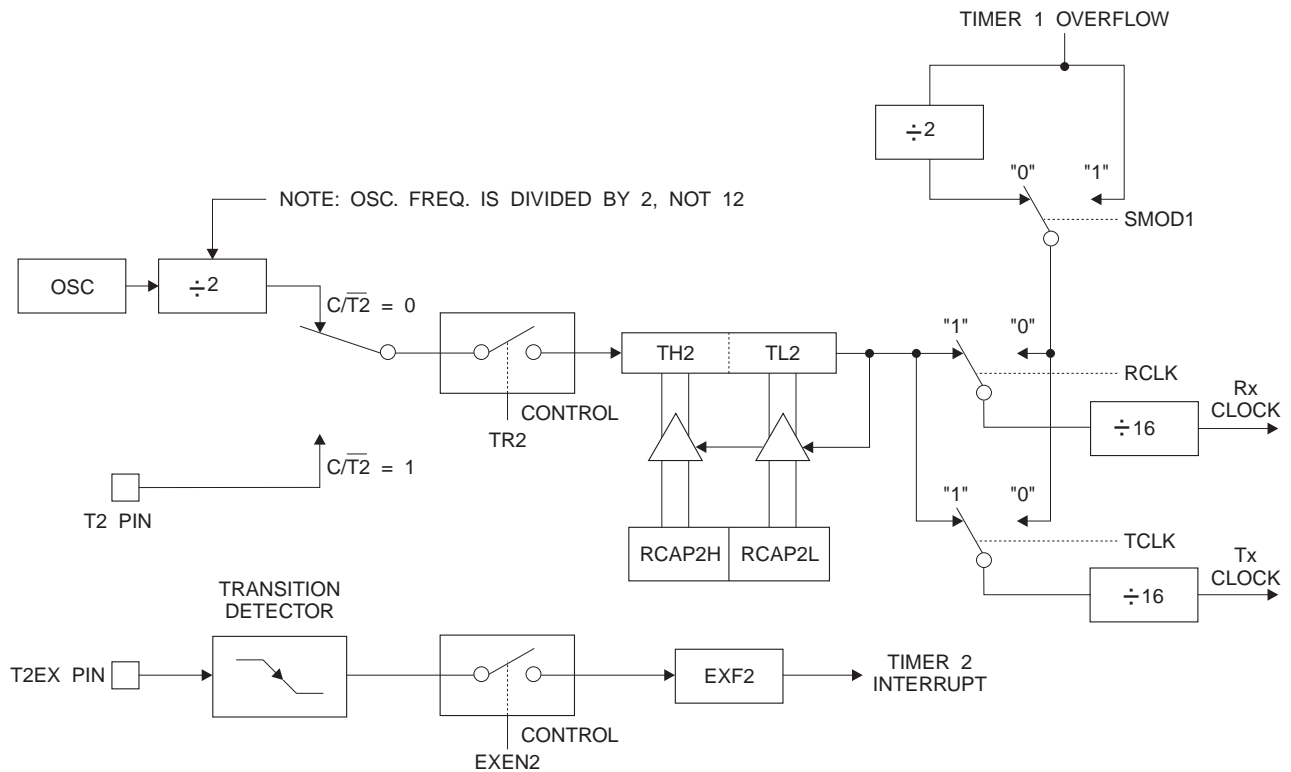 TIMER 1 OVERFLOW
÷2
"0" "1"
NOTE: OSC. FREQ. IS DIVIDED BY 2, NOT 12
SMOD1
OSC
÷2
C/T2̅ = 0
TH2 TL2
"1" "0"
RCLK
Rx
CLOCK
CONTROL
TR2
÷16
C/T2̅ = 1
T2 PIN
"1" "0"
RCAP2H RCAP2L
TCLK
Tx
CLOCK
TRANSITION
DETECTOR
÷16
T2EX PIN
EXF2
TIMER 2
INTERRUPT
CONTROL
EXEN2